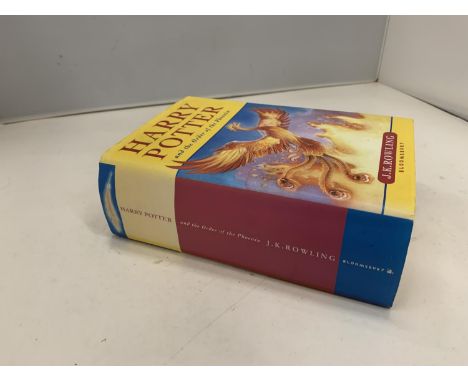 HARRY
POTTER
and the Order of the Phoenix
J.K.ROWLING
BLOOMSBURY
HARRY POTTER and the Order of the Phoenix J.K.ROWLING BLOOMSBURY